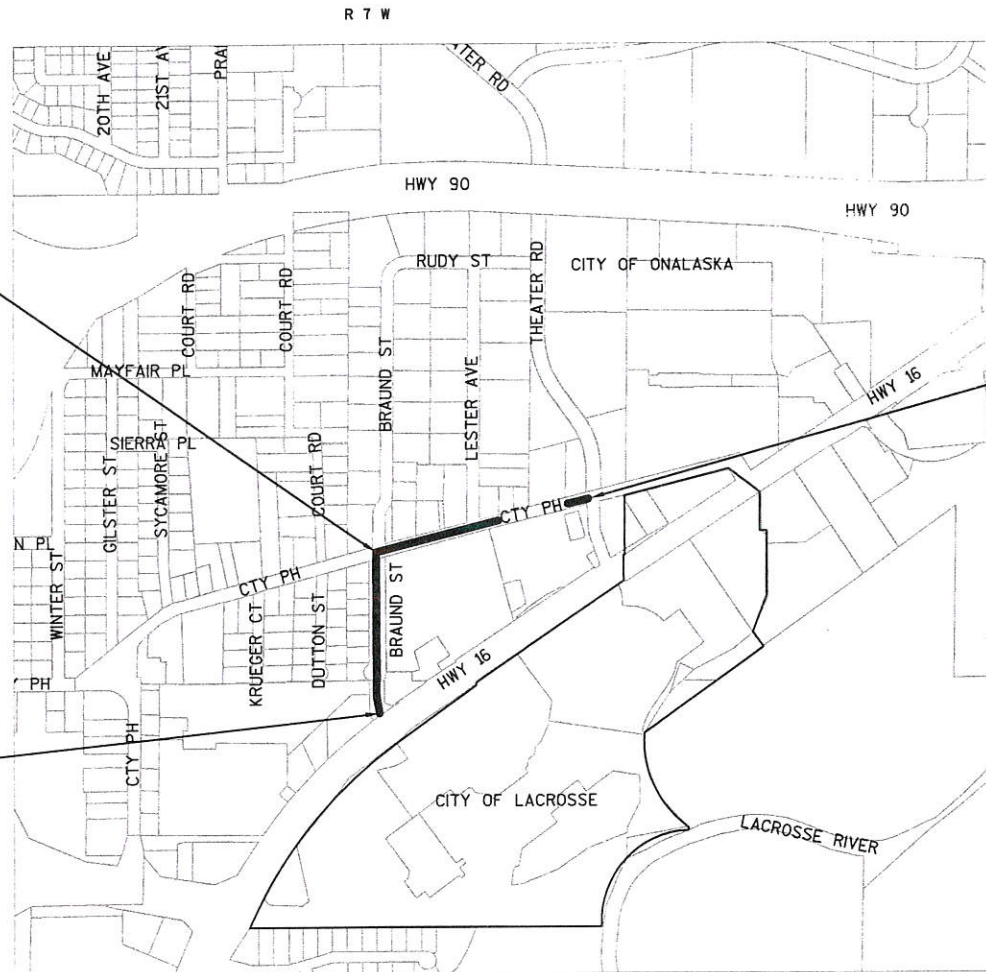 R 7 W
20TH AVE
21ST AV
PRAI
ATER RD
HWY 90
HWY 90
RUDY ST
CITY OF ONALASKA
THEATER RD
COURT RD
COURT RD
BRAUND ST
LESTER AVE
MAYFAIR PL
HWY 16
SIERRA PL
GILSTER ST
SYCAMORE ST
COURT RD
CTY PH
N PL
WINTER ST
CTY PH
KRUEGER CT
DUTTON ST
BRAUND ST
HWY 16
Y PH
CTY PH
CITY OF LACROSSE
LACROSSE RIVER